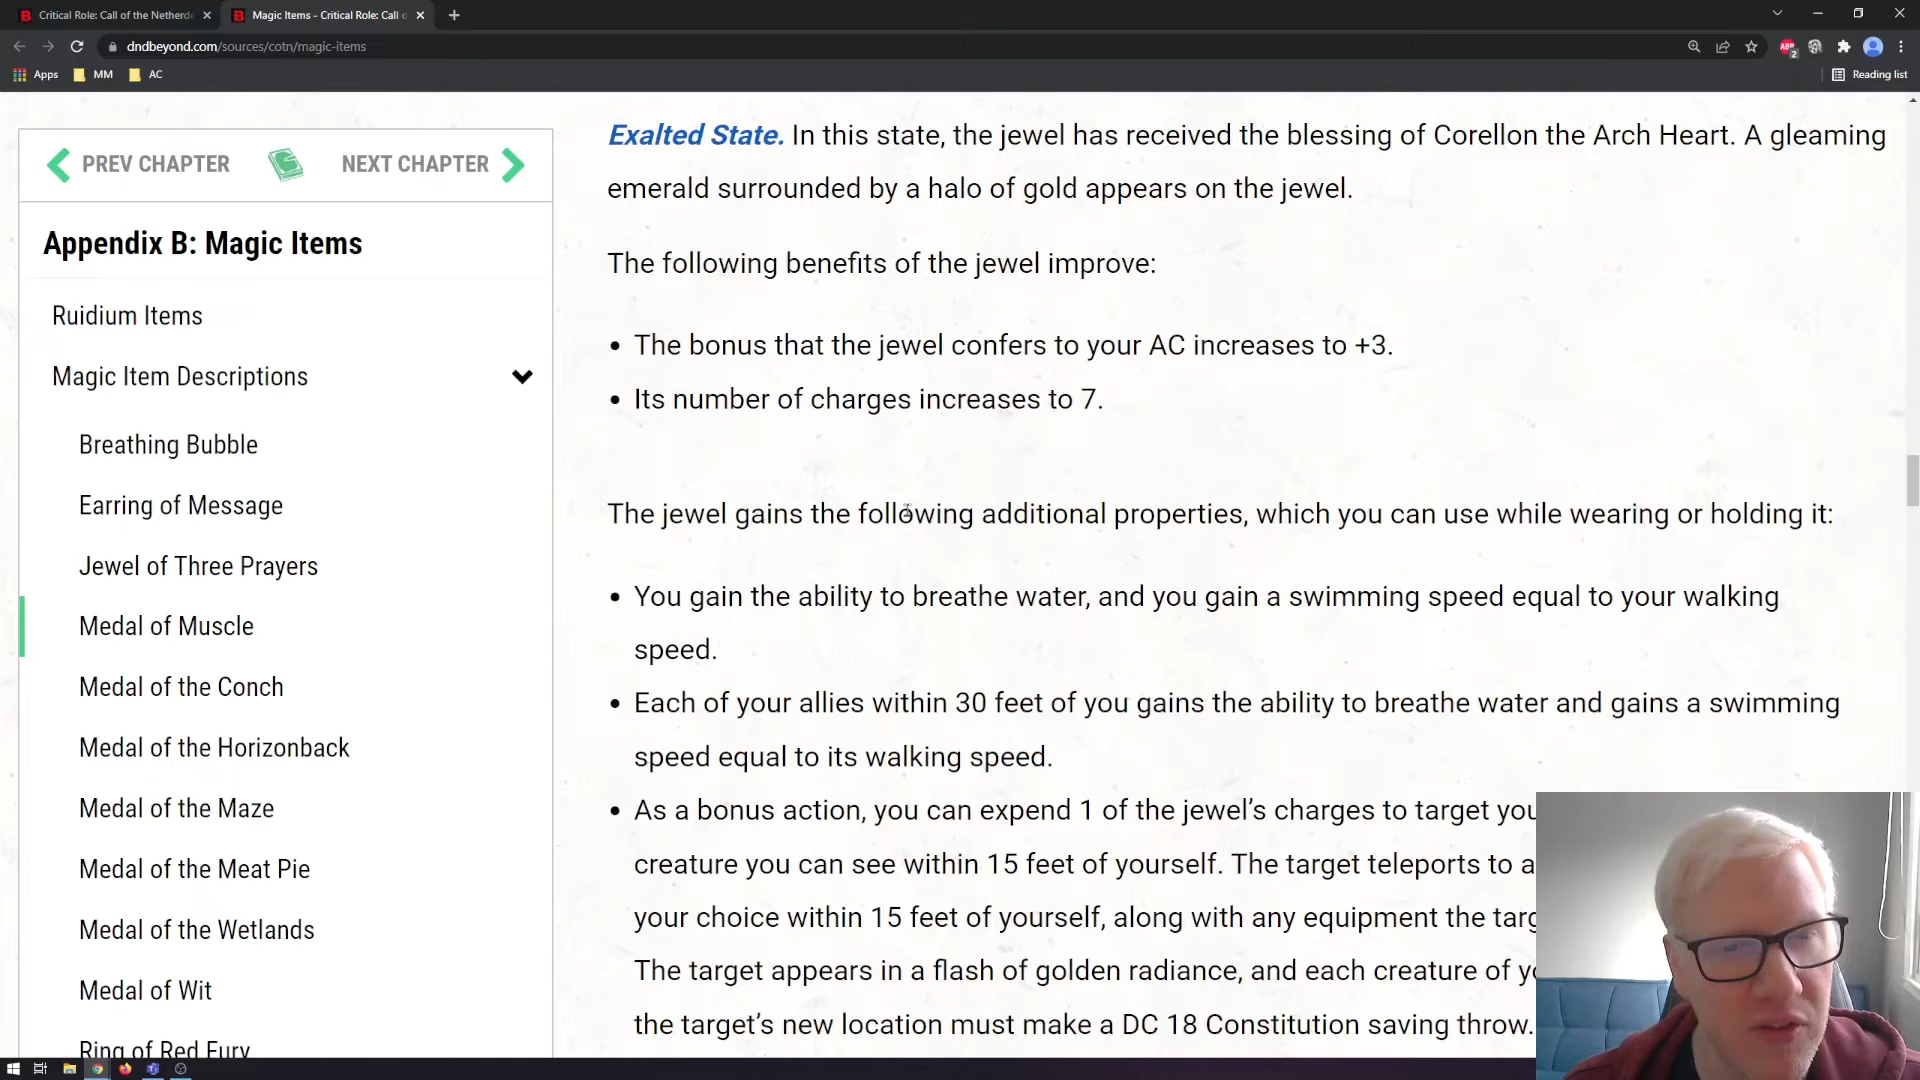 Critical Role: Call of the Netherde
Magic Items - Critical Role: Call o
dndbeyond.com/sources/cotn/magic-items
Apps
MM
AC
Reading list
PREV CHAPTER
NEXT CHAPTER
Appendix B: Magic Items
Ruidium Items
Magic Item Descriptions
Breathing Bubble
Earring of Message
Jewel of Three Prayers
Medal of Muscle
Medal of the Conch
Medal of the Horizonback
Medal of the Maze
Medal of the Meat Pie
Medal of the Wetlands
Medal of Wit
Ring of Red Fury
Exalted State. In this state, the jewel has received the blessing of Corellon the Arch Heart. A gleaming
emerald surrounded by a halo of gold appears on the jewel.
The following benefits of the jewel improve:
• The bonus that the jewel confers to your AC increases to +3.
• Its number of charges increases to 7.
The jewel gains the following additional properties, which you can use while wearing or holding it:
• You gain the ability to breathe water, and you gain a swimming speed equal to your walking
speed.
• Each of your allies within 30 feet of you gains the ability to breathe water and gains a swimming
speed equal to its walking speed.
• As a bonus action, you can expend 1 of the jewel’s charges to target you
creature you can see within 15 feet of yourself. The target teleports to a
your choice within 15 feet of yourself, along with any equipment the targ
The target appears in a flash of golden radiance, and each creature of yo
the target’s new location must make a DC 18 Constitution saving throw.